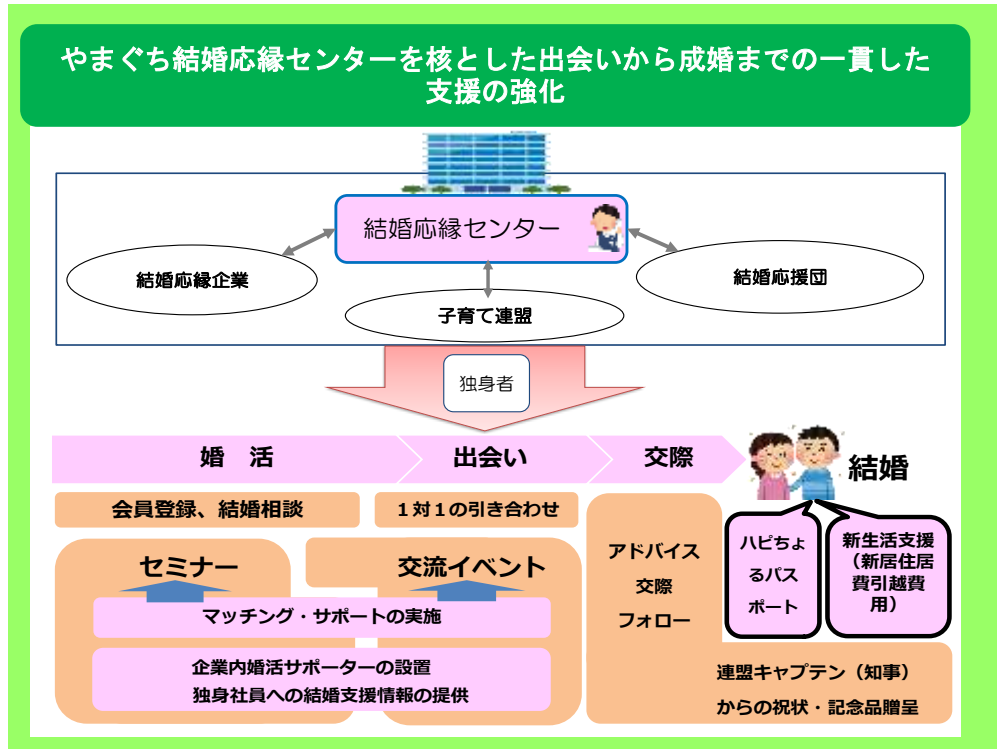 やまぐち結婚応縁センターを核とした出会いから成婚までの一貫した
支援の強化
結婚応縁センター
結婚応縁企業
結婚応援団
子育て連盟
独身者
婚　活
出会い
交際
結婚
会員登録、結婚相談
１対１の引き合わせ
セミナー
交流イベント
マッチング・サポートの実施
企業内婚活サポーターの設置
独身社員への結婚支援情報の提供
アドバイス
交際
フォロー
ハピちょ
るパス
ポート
新生活支援
（新居住居
費引越費
用）
連盟キャプテン（知事）
からの祝状・記念品贈呈